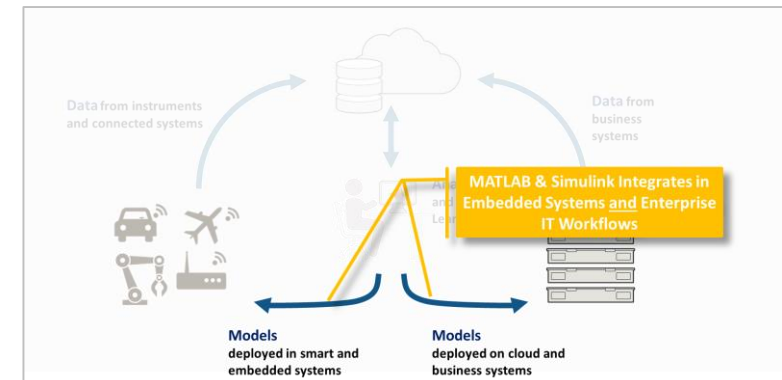 Data from instruments
and connected systems
Data from
business
systems
and
MATLAB & Simulink Integrates in
Embedded Systems and Enterprise
IT Workflows
Models
deployed in smart and
embedded systems
Models
deployed on cloud and
business systems